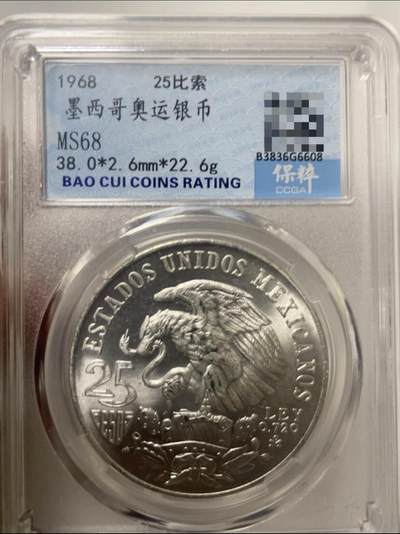 1968 25比索
墨西哥奥运银币
MS68
38.0*2.6mm*22.6g
BAO CUI COINS RATING
B3836G6608
保粹
CCGA
ESTADOS UNIDOS MEXICANOS
25
PESOS
LEY
0.720